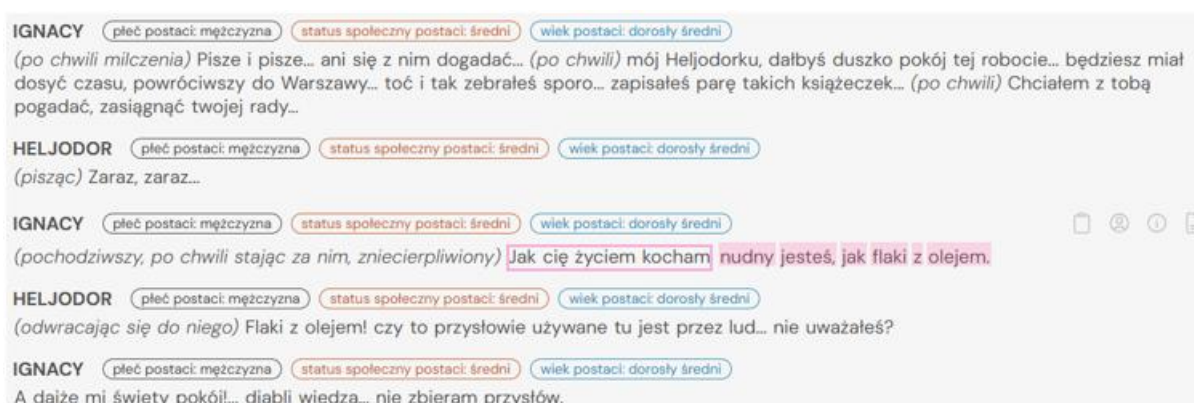 IGNACY płeć postaci: mężczyzna status społeczny postaci: średni wiek postaci: dorosły średni
(po chwili milczenia) Pisze i pisze... ani się z nim dogadać... (po chwili) mój Heljodorku, dałbyś duszko pokój tej robocie... będziesz miał
dosyć czasu, powróciwszy do Warszawy... toć i tak zebrałeś sporo... zapisałeś parę takich książeczek... (po chwili) Chciałem z tobą
pogadać, zasiągnąć twojej rady...
HELJODOR płeć postaci: mężczyzna status społeczny postaci: średni wiek postaci: dorosły średni
(pisząc) Zaraz, zaraz...
IGNACY płeć postaci: mężczyzna status społeczny postaci: średni wiek postaci: dorosły średni
(pochodziwszy, po chwili stając za nim, zniecierpliwiony) Jak cię życiem kocham nudny jesteś, jak flaki z olejem.
HELJODOR płeć postaci: mężczyzna status społeczny postaci: średni wiek postaci: dorosły średni
(odwracając się do niego) Flaki z olejem! czy to przysłowie używane tu jest przez lud... nie uważałeś?
IGNACY płeć postaci: mężczyzna status społeczny postaci: średni wiek postaci: dorosły średni
A dajże mi święty pokój!... djabli wiedzą... nie zbieram przysłów.